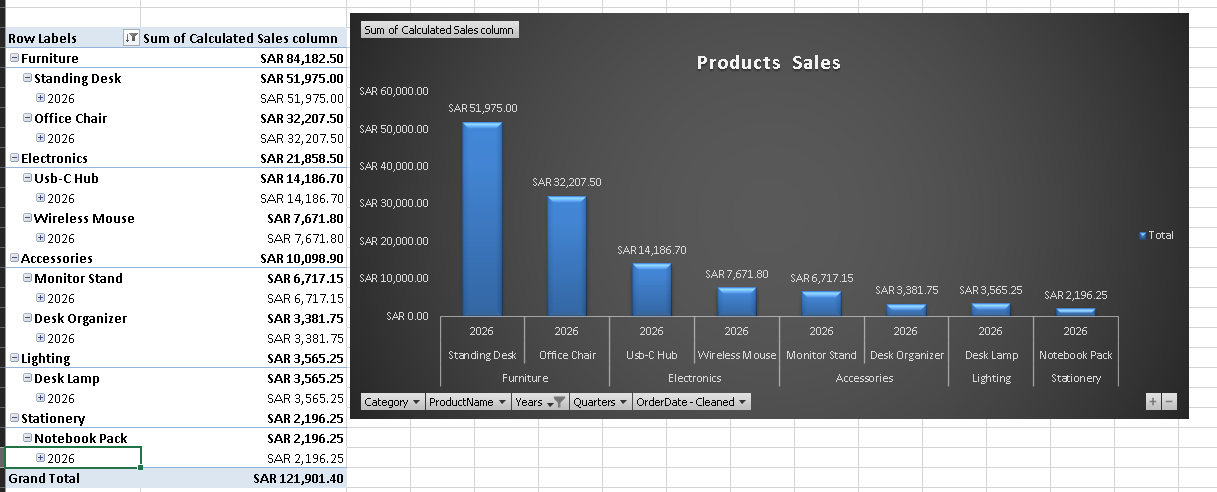 Row Labels Sum of Calculated Sales column
Furniture SAR 84,182.50
Standing Desk SAR 51,975.00
2026 SAR 51,975.00
Office Chair SAR 32,207.50
2026 SAR 32,207.50
Electronics SAR 21,858.50
Usb-C Hub SAR 14,186.70
2026 SAR 14,186.70
Wireless Mouse SAR 7,671.80
2026 SAR 7,671.80
Accessories SAR 10,098.90
Monitor Stand SAR 6,717.15
2026 SAR 6,717.15
Desk Organizer SAR 3,381.75
2026 SAR 3,381.75
Lighting SAR 3,565.25
Desk Lamp SAR 3,565.25
2026 SAR 3,565.25
Stationery SAR 2,196.25
Notebook Pack SAR 2,196.25
2026 SAR 2,196.25
Grand Total SAR 121,901.40
Sum of Calculated Sales column
Products Sales
SAR 60,000.00
SAR 50,000.00
SAR 40,000.00
SAR 30,000.00
SAR 20,000.00
SAR 10,000.00
SAR 0.00
SAR 51,975.00
SAR 32,207.50
SAR 14,186.70
SAR 7,671.80
SAR 6,717.15
SAR 3,381.75
SAR 3,565.25
SAR 2,196.25
Total
2026 2026 2026 2026 2026 2026 2026 2026
Standing Desk Office Chair Usb-C Hub Wireless Mouse Monitor Stand Desk Organizer Desk Lamp Notebook Pack
Furniture Electronics Accessories Lighting Stationery
Category ProductName Years Quarters OrderDate - Cleaned